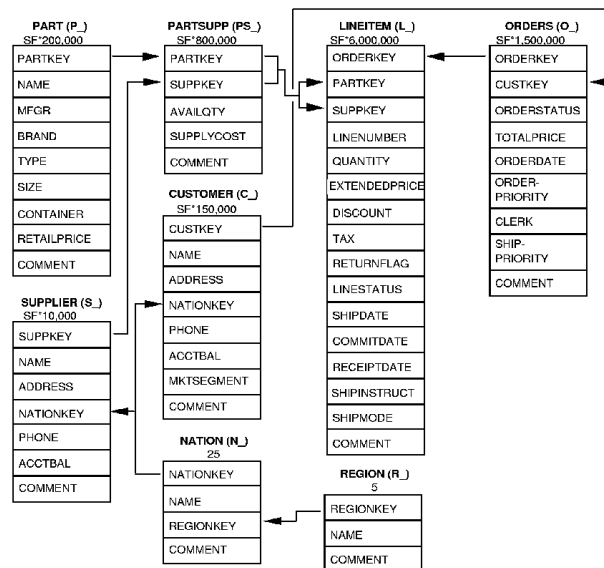 PART (P_)
SF*200,000
PARTKEY
NAME
MFGR
BRAND
TYPE
SIZE
CONTAINER
RETAILPRICE
COMMENT
SUPPLIER (S_)
SF*10,000
SUPPKEY
NAME
ADDRESS
NATIONKEY
PHONE
ACCTBAL
COMMENT
PARTSUPP (PS_)
SF*800,000
PARTKEY
SUPPKEY
AVAILQTY
SUPPLYCOST
COMMENT
CUSTOMER (C_)
SF*150,000
CUSTKEY
NAME
ADDRESS
NATIONKEY
PHONE
ACCTBAL
MKTSEGMENT
COMMENT
NATION (N_)
25
NATIONKEY
NAME
REGIONKEY
COMMENT
LINEITEM (L_)
SF*6,000,000
ORDERKEY
PARTKEY
SUPPKEY
LINENUMBER
QUANTITY
EXTENDEDPRICE
DISCOUNT
TAX
RETURNFLAG
LINESTATUS
SHIPDATE
COMMITDATE
RECEIPTDATE
SHIPINSTRUCT
SHIPMODE
COMMENT
REGION (R_)
5
REGIONKEY
NAME
COMMENT
ORDERS (O_)
SF*1,500,000
ORDERKEY
CUSTKEY
ORDERSTATUS
TOTALPRICE
ORDERDATE
ORDER-
PRIORITY
CLERK
SHIP-
PRIORITY
COMMENT